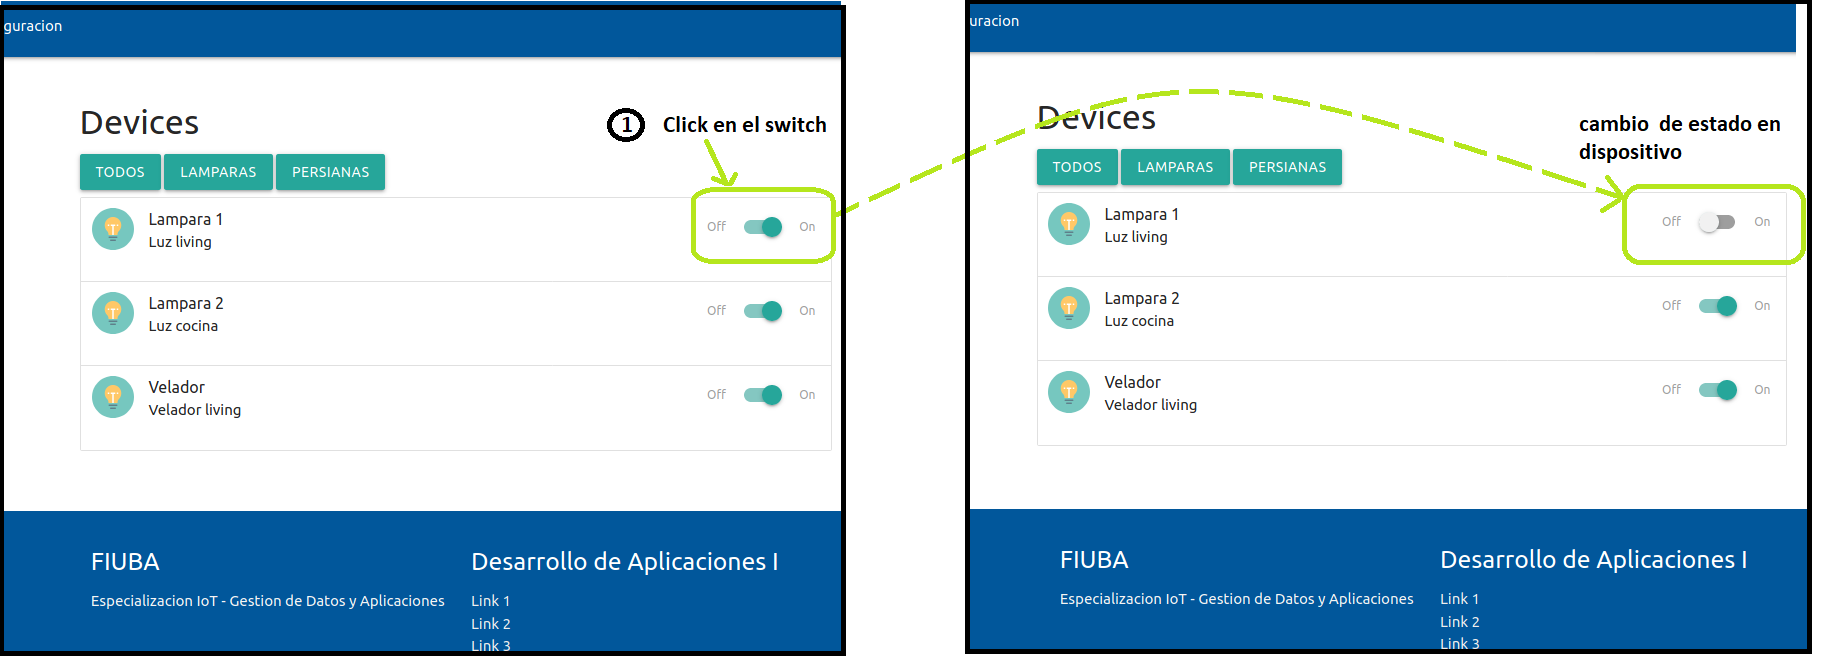 guracion
Devices
1 Click en el switch
TODOS LAMPARAS PERSIANAS
Lampara 1
Luz living
Off On
Lampara 2
Luz cocina
Off On
Velador
Velador living
Off On
FIUBA
Especializacion IoT - Gestion de Datos y Aplicaciones
Desarrollo de Aplicaciones I
Link 1
Link 2
Link 3
uracion
Devices
cambio de estado en
dispositivo
TODOS LAMPARAS PERSIANAS
Lampara 1
Luz living
Off On
Lampara 2
Luz cocina
Off On
Velador
Velador living
Off On
FIUBA
Especializacion IoT - Gestion de Datos y Aplicaciones
Desarrollo de Aplicaciones I
Link 1
Link 2
Link 3